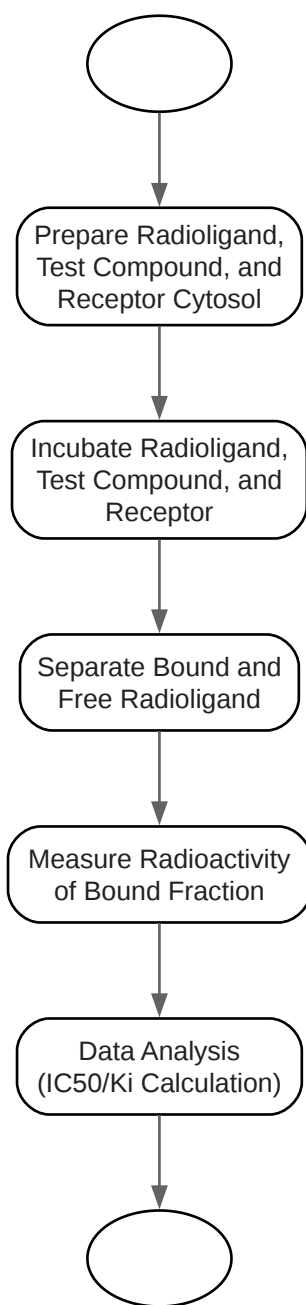 Prepare Radioligand,
Test Compound, and
Receptor Cytosol
Incubate Radioligand,
Test Compound, and
Receptor
Separate Bound and
Free Radioligand
Measure Radioactivity
of Bound Fraction
Data Analysis
(IC50/Ki Calculation)